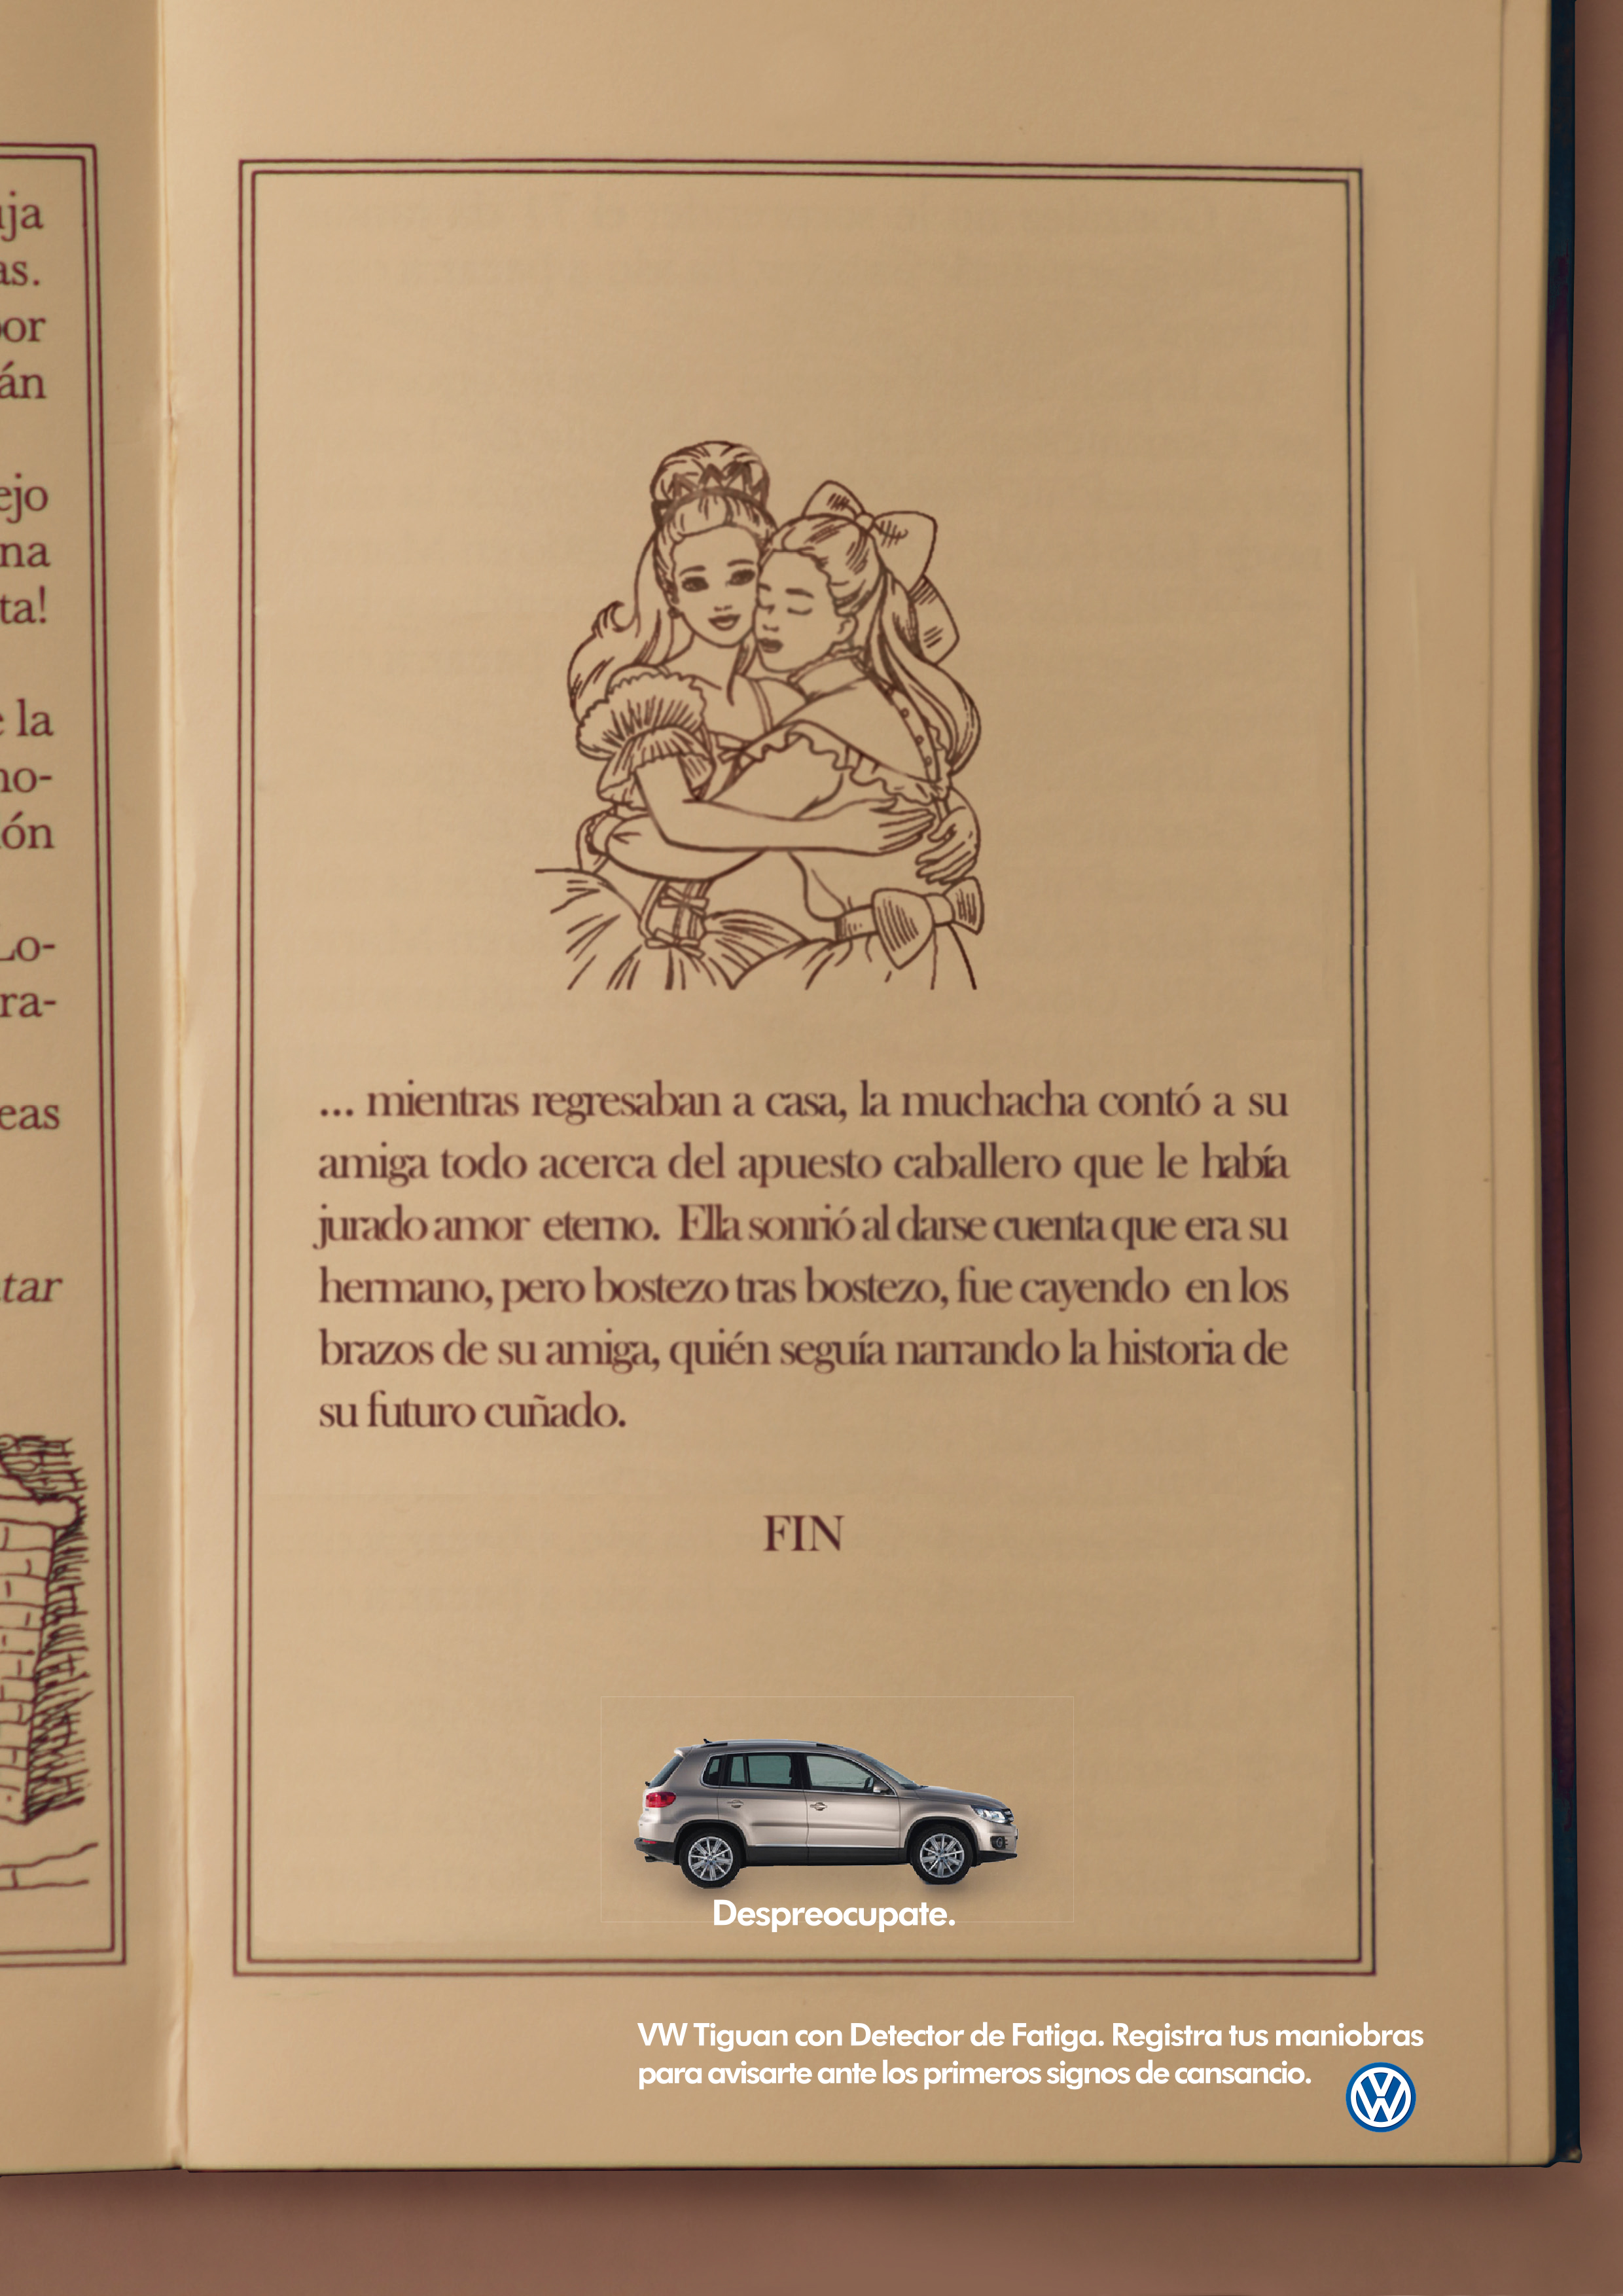 ja
as.
por
án
ejo
na
ta!
e la
no-
ón
Lo-
ra-
eas
tar
... mientras regresaban a casa, la muchacha contó a su
amiga todo acerca del apuesto caballero que le había
jurado amor eterno. Ella sonrió al darse cuenta que era su
hermano, pero bostezo tras bostezo, fue cayendo en los
brazos de su amiga, quién seguía narrando la historia de
su futuro cuñado.
FIN
Despreocupate.
VW Tiguan con Detector de Fatiga. Registra tus maniobras
para avisarte ante los primeros signos de cansancio.